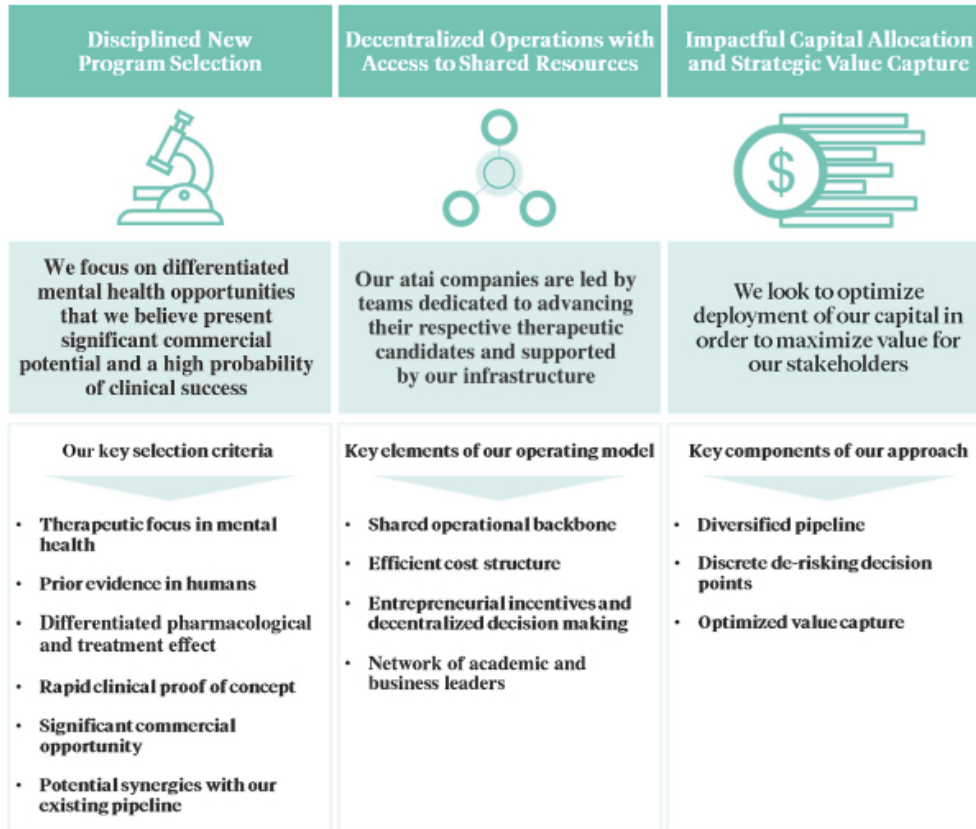 Disciplined New
Program Selection
Decentralized Operations with
Access to Shared Resources
Impactful Capital Allocation
and Strategic Value Capture
$
We focus on differentiated
mental health opportunities
that we believe present
significant commercial
potential and a high probability
of clinical success
Our atai companies are led by
teams dedicated to advancing
their respective therapeutic
candidates and supported
by our infrastructure
We look to optimize
deployment of our capital in
order to maximize value for
our stakeholders
Our key selection criteria
• Therapeutic focus in mental
health
• Prior evidence in humans
• Differentiated pharmacological
and treatment effect
• Rapid clinical proof of concept
• Significant commercial
opportunity
• Potential synergies with our
existing pipeline
Key elements of our operating model
• Shared operational backbone
• Efficient cost structure
• Entrepreneurial incentives and
decentralized decision making
• Network of academic and
business leaders
Key components of our approach
• Diversified pipeline
• Discrete de-risking decision
points
• Optimized value capture